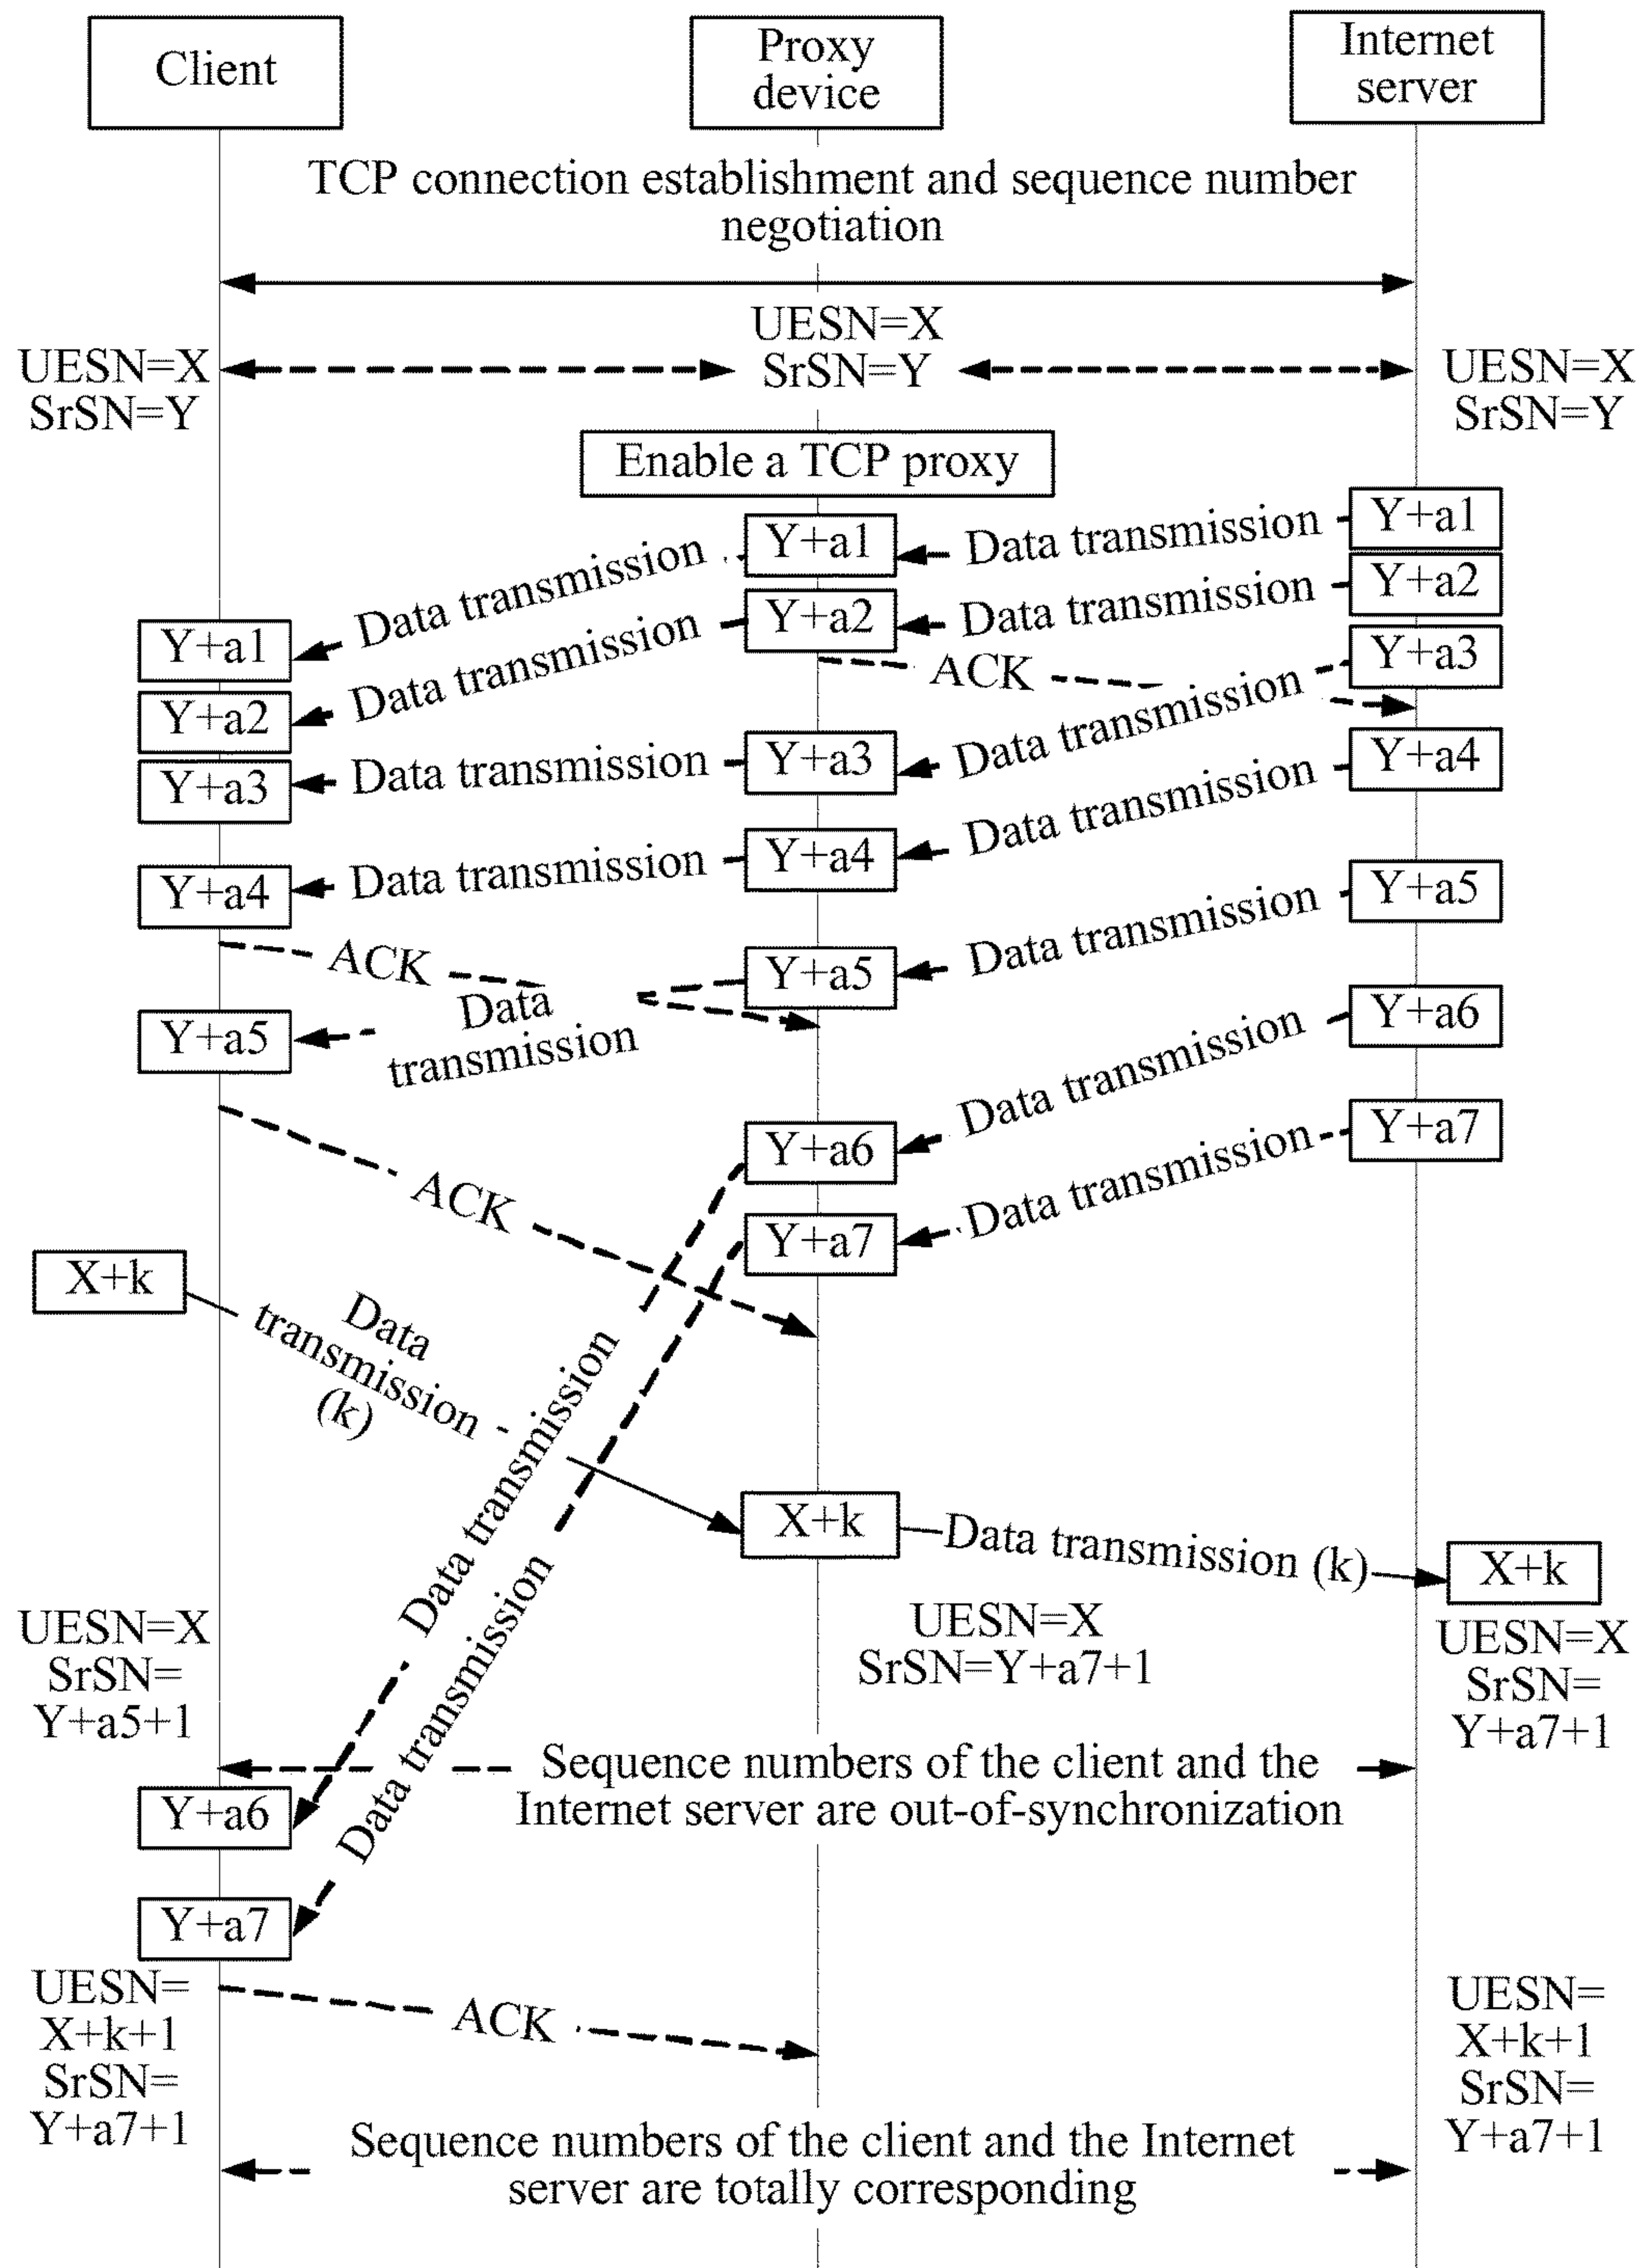 Client
Proxy
device
Internet
server
TCP connection establishment and sequence number
negotiation
UESN=X
SrSN=Y
UESN=X
SrSN=Y
UESN=X
SrSN=Y
Enable a TCP proxy
Y+a1
Data transmission
Y+a1
Data transmission
Y+a1
Y+a2
Data transmission
Y+a2
Data transmission
Y+a2
Y+a3
ACK
Data transmission
Y+a3
Data transmission
Y+a3
Y+a4
Data transmission
Y+a4
Data transmission
Y+a4
Y+a5
Data transmission
ACK
Y+a5
Data
transmission
Y+a5
Y+a6
Data transmission
Y+a6
Y+a7
Data transmission
Y+a7
ACK
X+k
Data
transmission
(k)
Data transmission
Data transmission
X+k
Data transmission (k)
X+k
UESN=X
SrSN=
Y+a5+1
UESN=X
SrSN=Y+a7+1
UESN=X
SrSN=
Y+a7+1
Sequence numbers of the client and the
Internet server are out-of-synchronization
Y+a6
Y+a7
UESN=
X+k+1
SrSN=
Y+a7+1
ACK
UESN=
X+k+1
SrSN=
Y+a7+1
Sequence numbers of the client and the Internet
server are totally corresponding